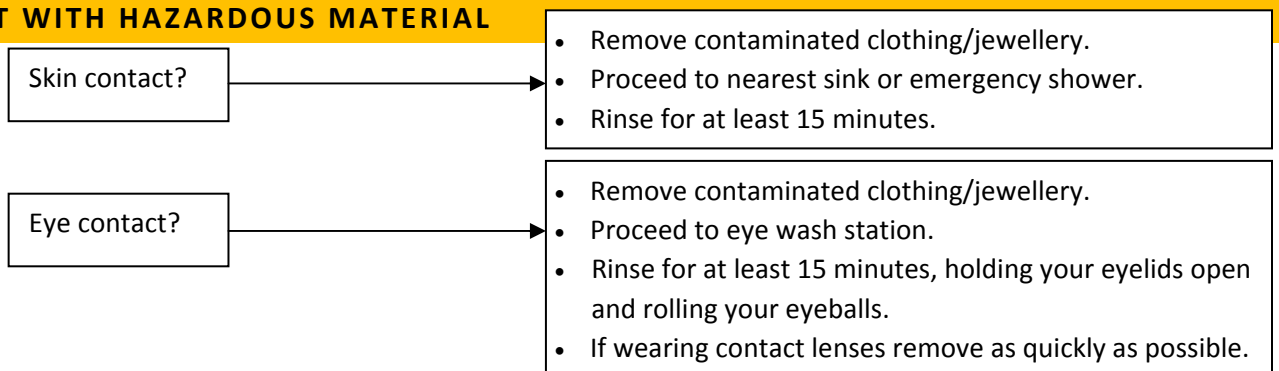 T WITH HAZARDOUS MATERIAL
Skin contact?
• Remove contaminated clothing/jewellery.
• Proceed to nearest sink or emergency shower.
• Rinse for at least 15 minutes.
Eye contact?
• Remove contaminated clothing/jewellery.
• Proceed to eye wash station.
• Rinse for at least 15 minutes, holding your eyelids open
and rolling your eyeballs.
• If wearing contact lenses remove as quickly as possible.